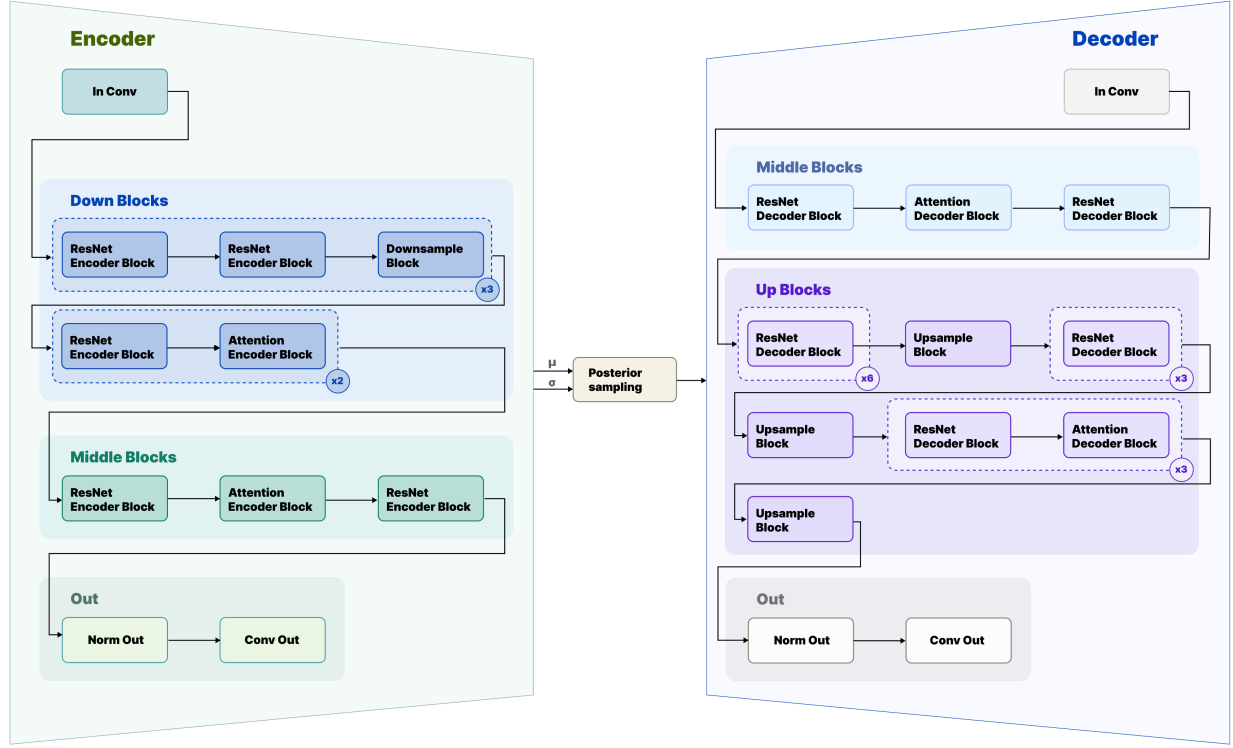 Encoder
In Conv
Down Blocks
ResNet
Encoder Block
ResNet
Encoder Block
Downsample
Block
x3
ResNet
Encoder Block
Attention
Encoder Block
x2
Middle Blocks
ResNet
Encoder Block
Attention
Encoder Block
ResNet
Encoder Block
Out
Norm Out
Conv Out
μ
σ
Posterior
sampling
Decoder
In Conv
Middle Blocks
ResNet
Decoder Block
Attention
Decoder Block
ResNet
Decoder Block
Up Blocks
ResNet
Decoder Block
x6
Upsample
Block
ResNet
Decoder Block
x3
Upsample
Block
ResNet
Decoder Block
Attention
Decoder Block
x3
Upsample
Block
Out
Norm Out
Conv Out